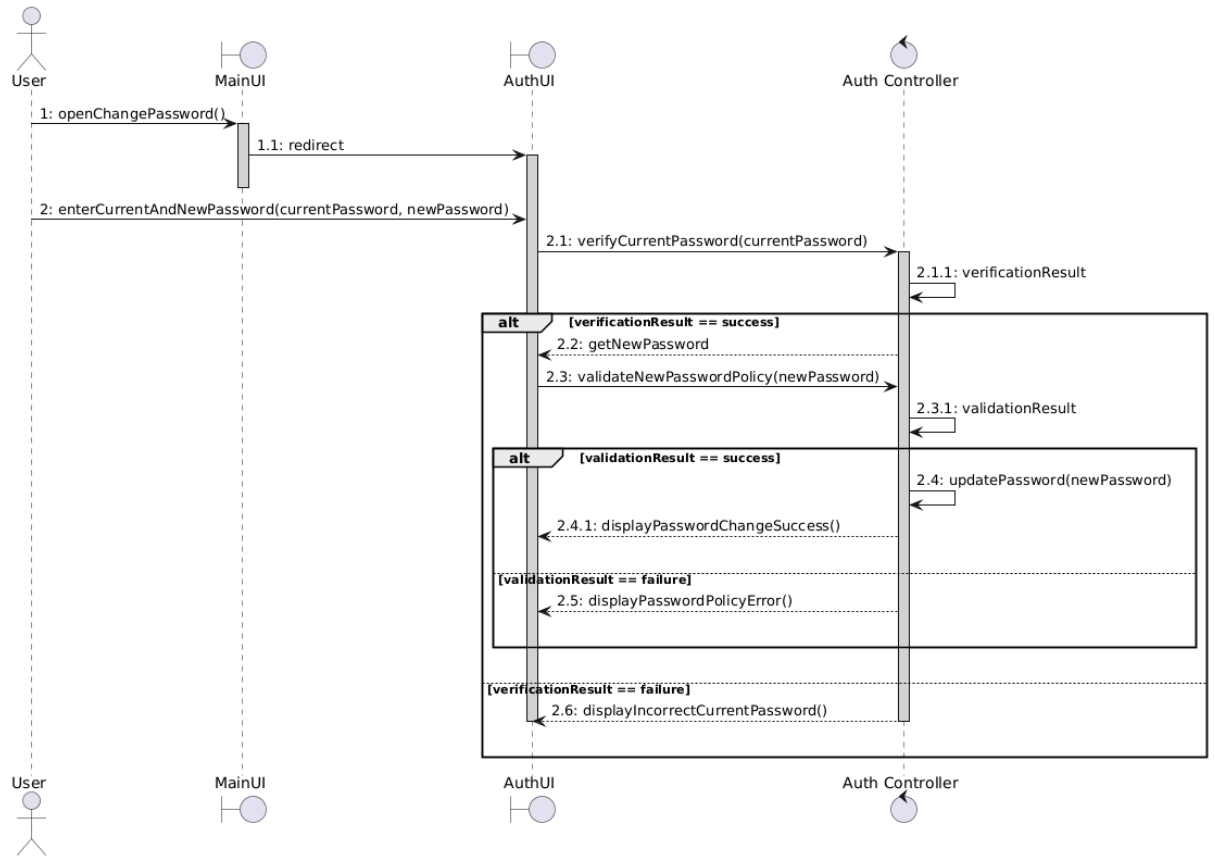 User
MainUI
AuthUI
Auth Controller
1: openChangePassword()
1.1: redirect
2: enterCurrentAndNewPassword(currentPassword, newPassword)
2.1: verifyCurrentPassword(currentPassword)
2.1.1: verificationResult
alt [verificationResult == success]
2.2: getNewPassword
2.3: validateNewPasswordPolicy(newPassword)
2.3.1: validationResult
alt [validationResult == success]
2.4: updatePassword(newPassword)
2.4.1: displayPasswordChangeSuccess()
[validationResult == failure]
2.5: displayPasswordPolicyError()
[verificationResult == failure]
2.6: displayIncorrectCurrentPassword()
User
MainUI
AuthUI
Auth Controller